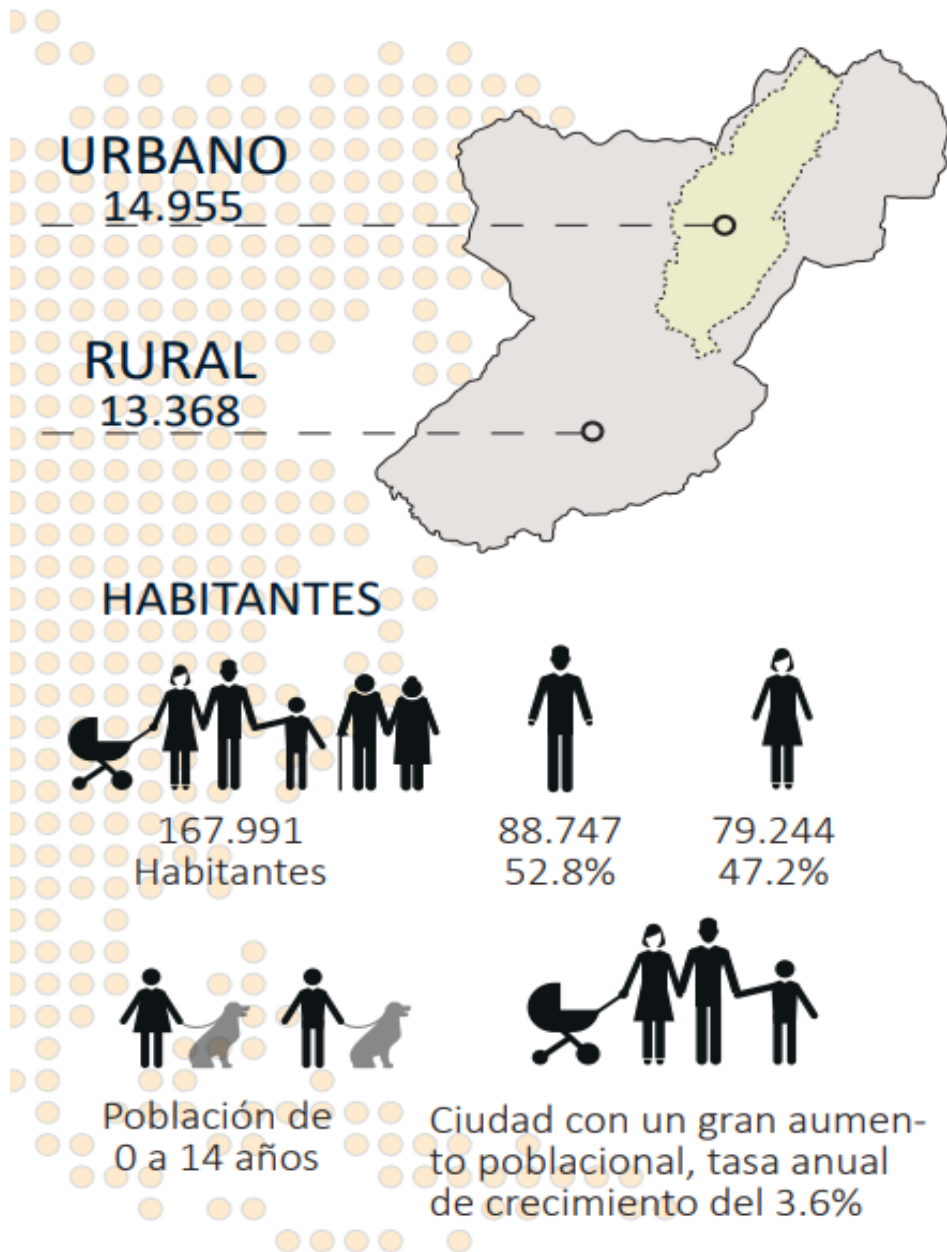 URBANO
14.955
RURAL
13.368
HABITANTES
167.991
Habitantes
88.747
52.8%
79.244
47.2%
Población de
0 a 14 años
Ciudad con un gran aumen-
to poblacional, tasa anual
de crecimiento del 3.6%